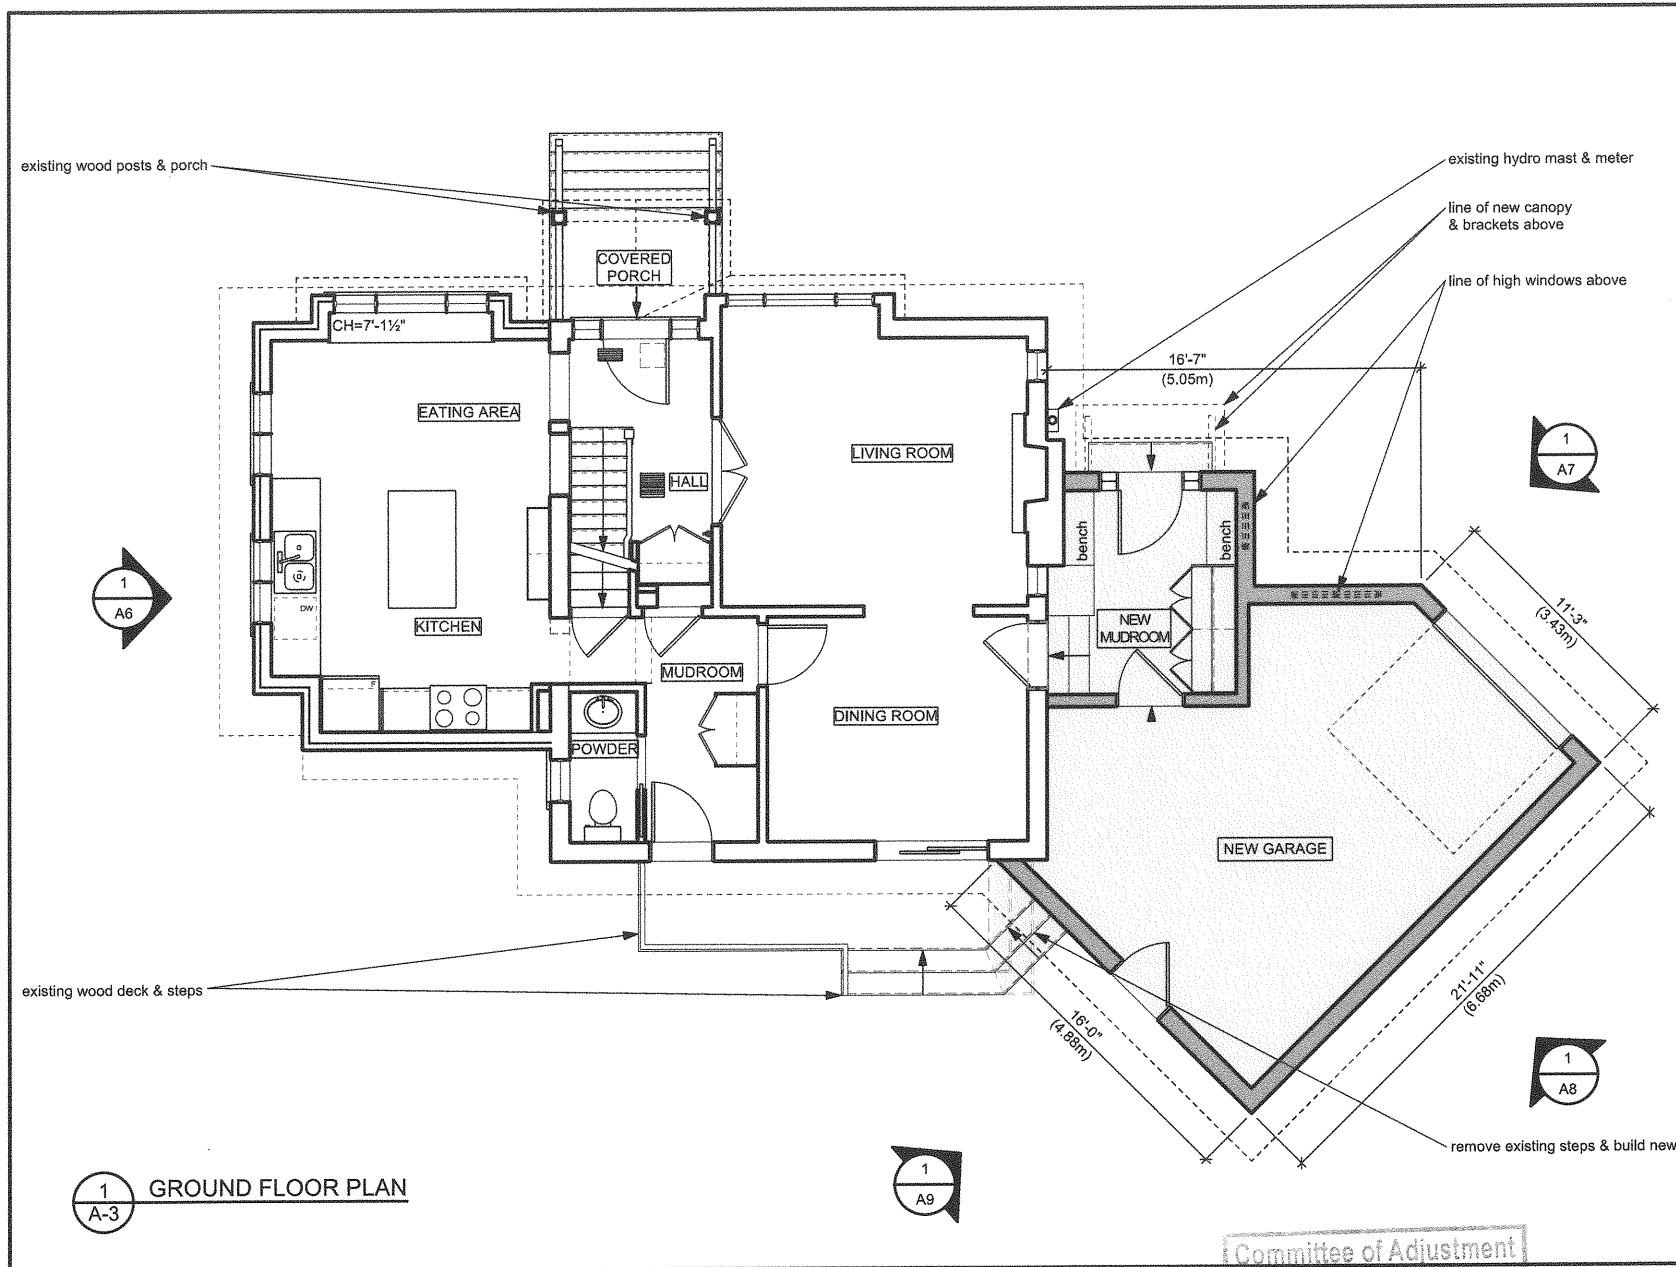 existing wood posts & porch
existing hydro mast & meter
line of new canopy
& brackets above
COVERED
PORCH
line of high windows above
CH=7'-1½"
16'-7"
(5.05m)
EATING AREA
1
A7
LIVING ROOM
HALL
bench
bench
1
A6
DW
KITCHEN
NEW
MUDROOM
11'-3"
(3.43m)
MUDROOM
DINING ROOM
POWDER
NEW GARAGE
existing wood deck & steps
21'-11"
(6.68m)
16'-0"
(4.88m)
1
A8
remove existing steps & build new
1
A9
1
A-3
GROUND FLOOR PLAN
Committee of Adjustment